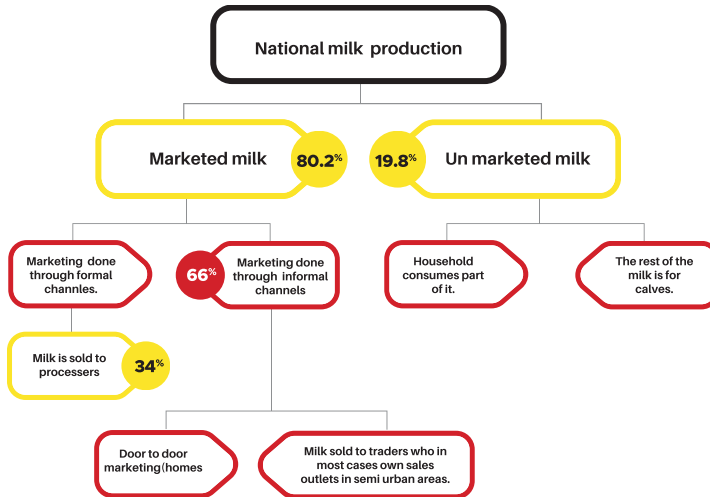 National milk production
Marketed milk
80.2%
19.8%
Un marketed milk
Marketing done
through formal
channles.
66%
Marketing done
through informal
channels
Household
consumes part
of it.
The rest of the
milk is for
calves.
Milk is sold to
processers
34%
Door to door
marketing(homes
Milk sold to traders who in
most cases own sales
outlets in semi urban areas.